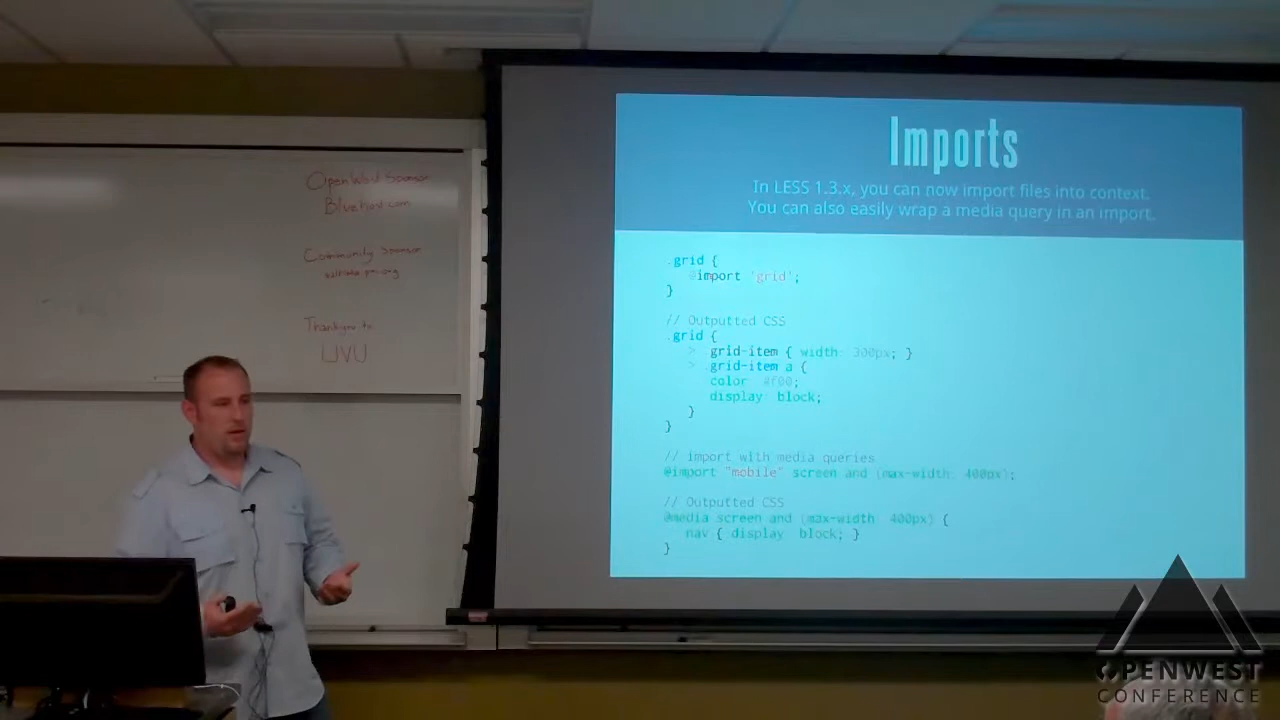 OpenWest Sponsor
Bluehost.com
Community Sponsor
Thankyou to
UVU
Imports
In LESS 1.3.x, you can now import files into context.
You can also easily wrap a media query in an import.
.grid {
@import 'grid';
}
// Outputted CSS
.grid {
> .grid-item { width: 300px; }
> .grid-item a {
color: #f00;
display: block;
}
}
// import with media queries
@import "mobile" screen and (max-width: 400px);
// Outputted CSS
@media screen and (max-width: 400px) {
nav { display: block; }
}
OPENWEST
CONFERENCE